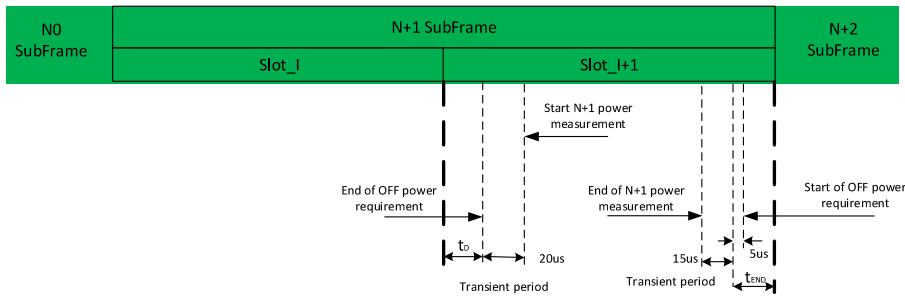 N0
SubFrame
N+1 SubFrame
N+2
SubFrame
Slot_I
Slot_I+1
Start N+1 power
measurement
End of OFF power
requirement
End of N+1 power
measurement
Start of OFF power
requirement
tD
20us
15us
5us
Transient period
Transient period
tEND